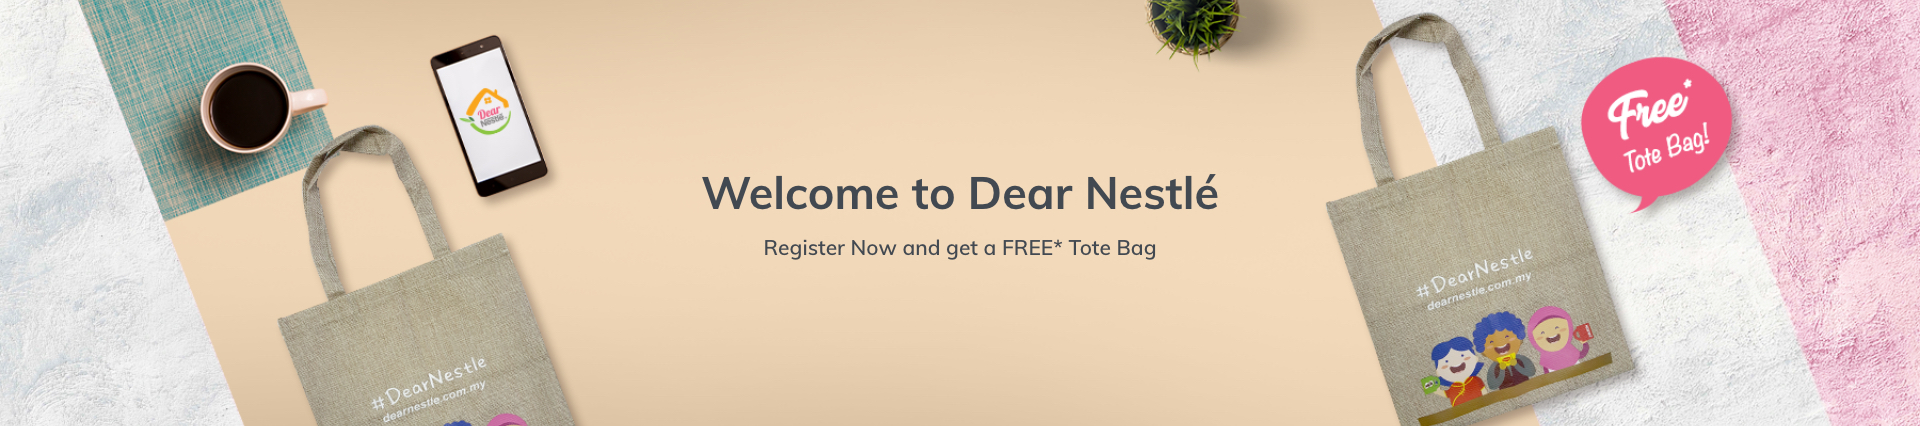 Dear
Nestlé
Welcome to Dear Nestlé
Register Now and get a FREE* Tote Bag
Free*
Tote Bag!
#DearNestle
dearnestle.com.my
#DearNestle
dearnestle.com.my